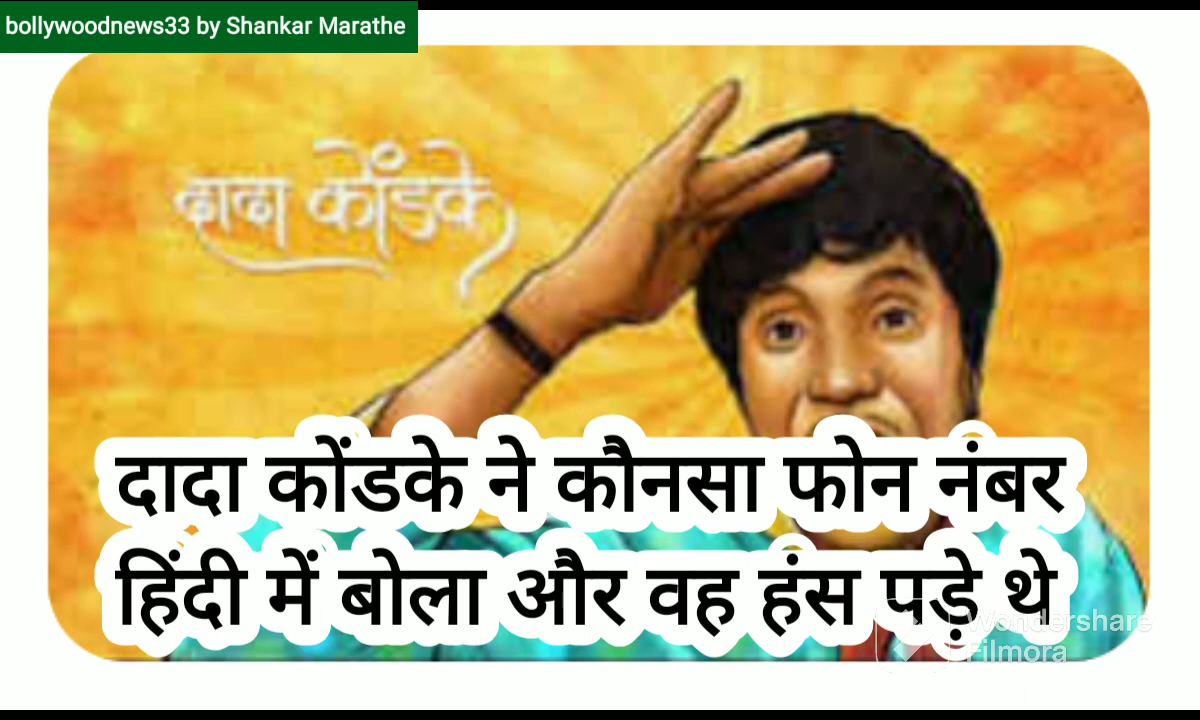 bollywoodnews33 by Shankar Marathe
दादा कोंडके
दादा कोंडके ने कौनसा फोन नंबर
हिंदी में बोला और वह हंस पड़े थे
Wondershare
Filmora